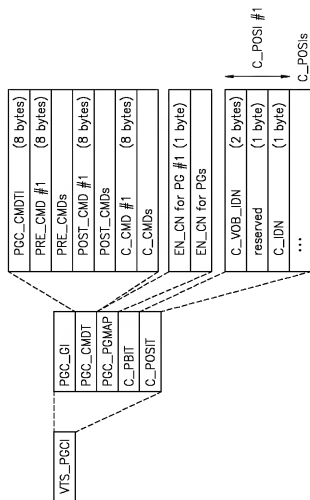 VTS_PGCI
PGC_GI
PGC_CMDT
PGC_PGMAP
C_PBIT
C_POSIT
PGC_CMDTI (8 bytes)
PRE_CMD #1 (8 bytes)
PRE_CMDs
POST_CMD #1 (8 bytes)
POST_CMDs
C_CMD #1 (8 bytes)
C_CMDs
EN_CN for PG #1 (1 byte)
EN_CN for PGs
C_VOB_IDN (2 bytes)
reserved (1 byte)
C_IDN (1 byte)
...
C_POSI #1
C_POSIs